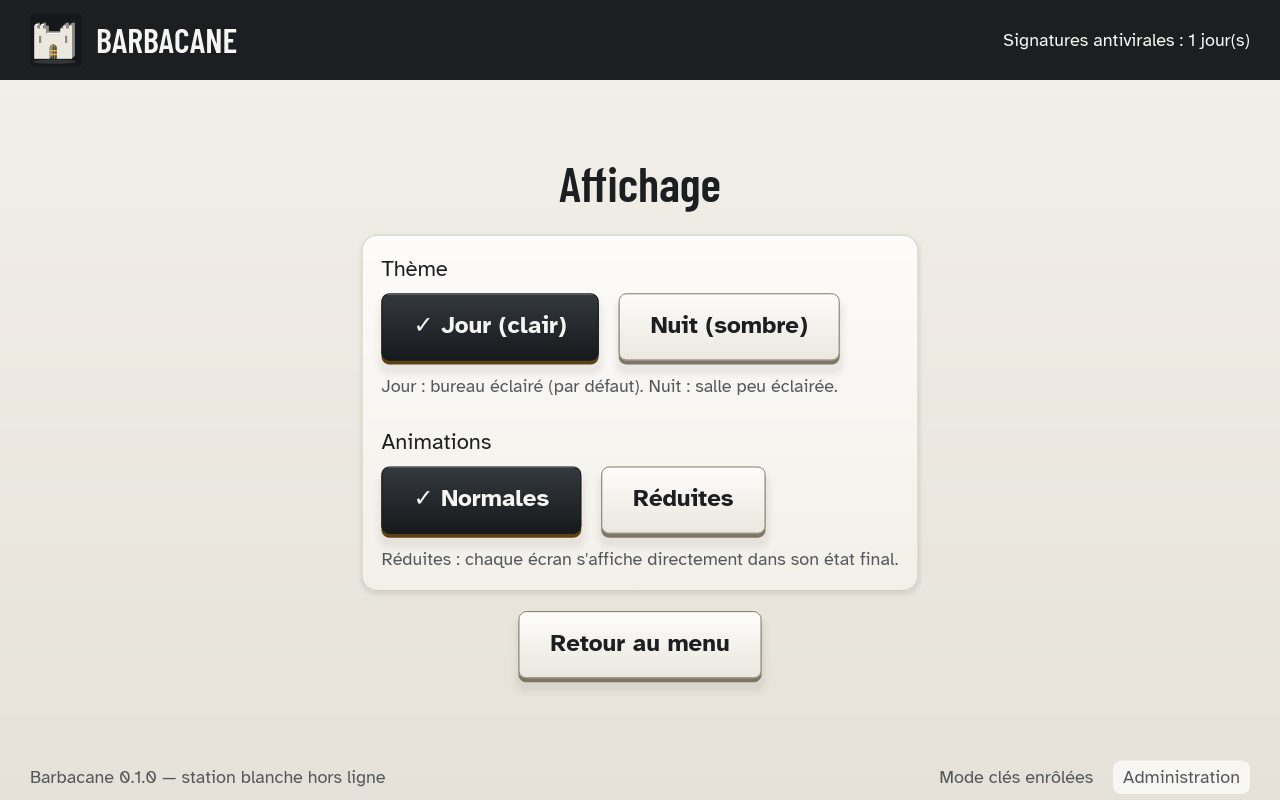 BARBACANE
Signatures antivirales : 1 jour(s)
Affichage
Thème
✓ Jour (clair)
Nuit (sombre)
Jour : bureau éclairé (par défaut). Nuit : salle peu éclairée.
Animations
✓ Normales
Réduites
Réduites : chaque écran s'affiche directement dans son état final.
Retour au menu
Barbacane 0.1.0 — station blanche hors ligne
Mode clés enrôlées
Administration